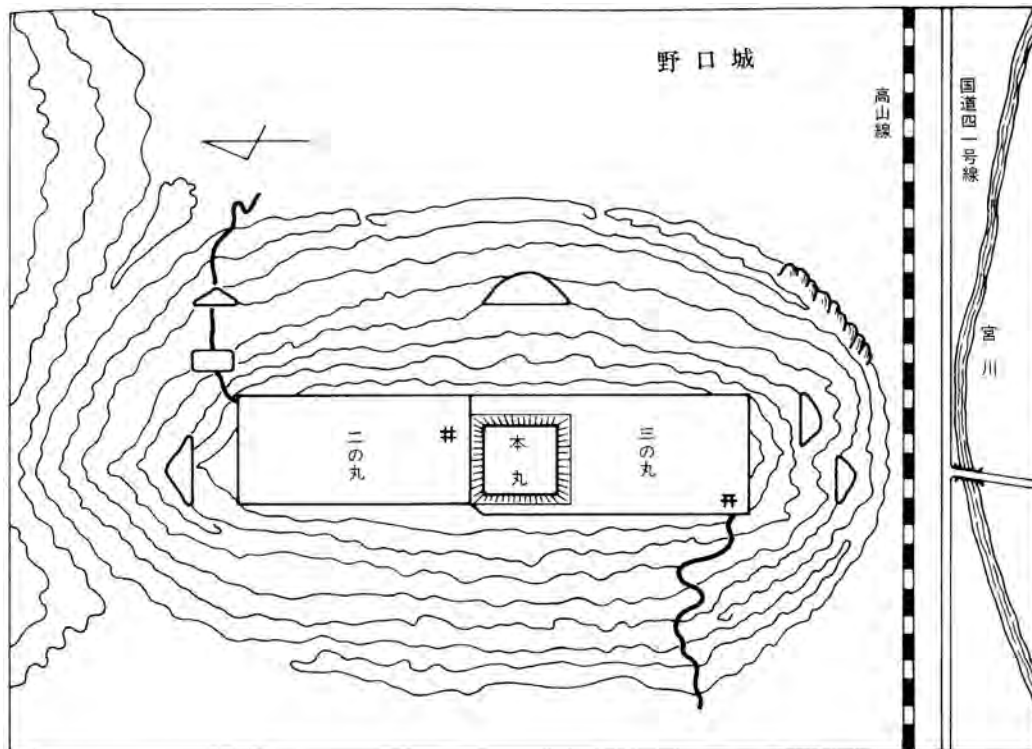 野口城
高山線
国道四一号線
宮川
二の丸
本丸
三の丸